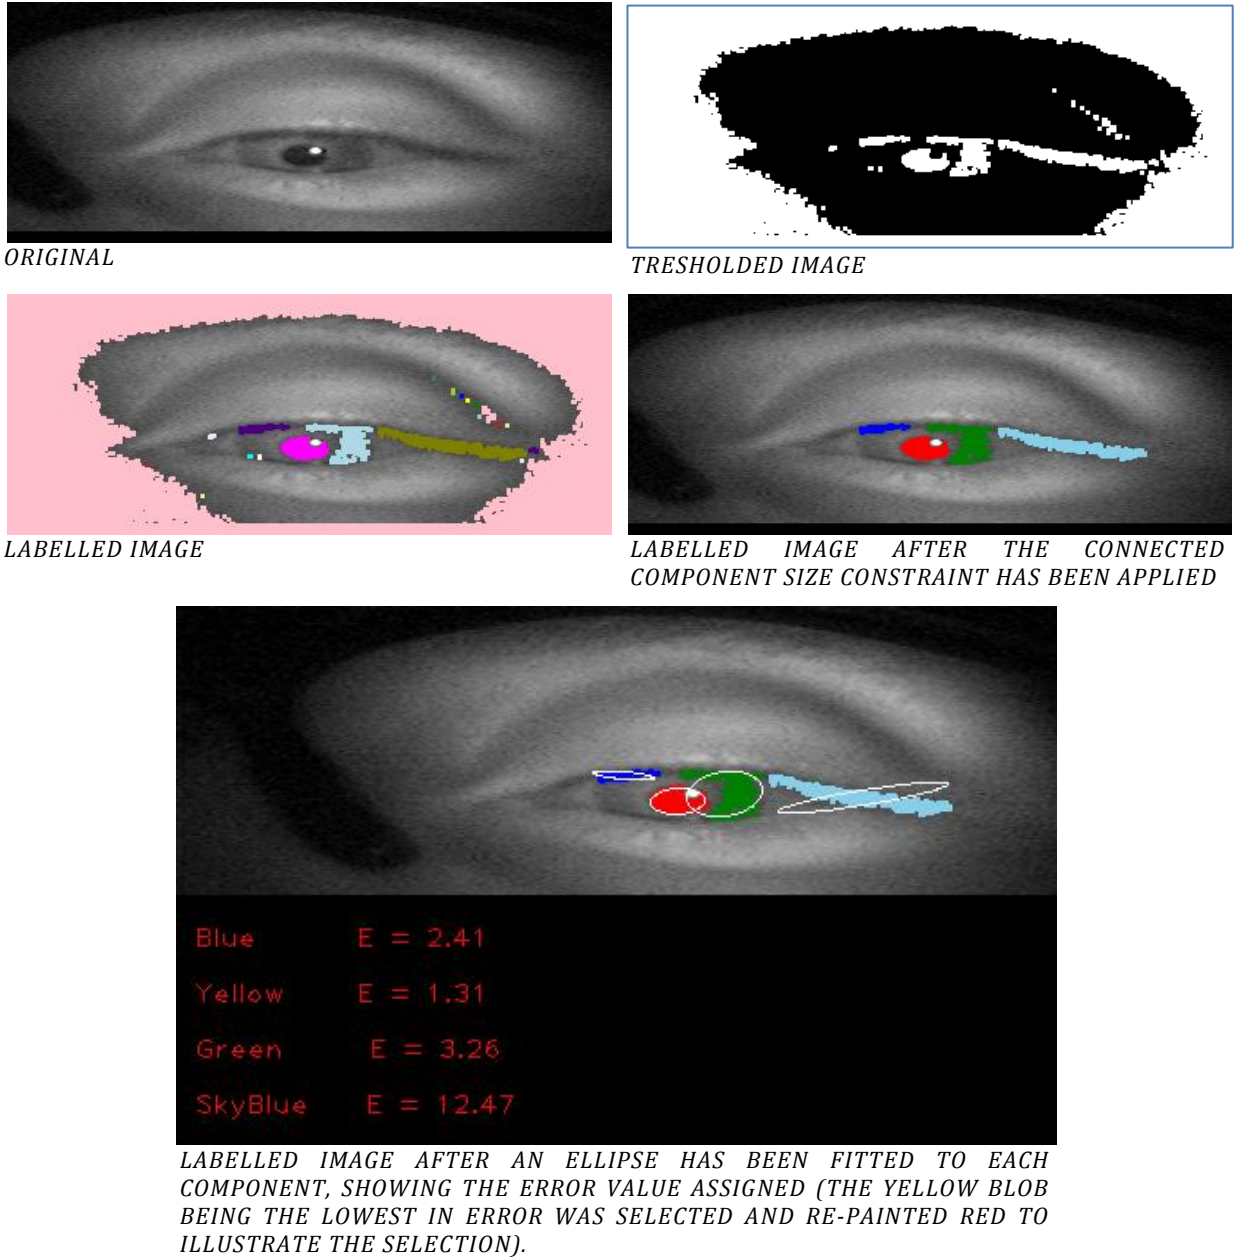 ORIGINAL
TRESHOLDED IMAGE
LABELLED IMAGE
LABELLED IMAGE AFTER THE CONNECTED
COMPONENT SIZE CONSTRAINT HAS BEEN APPLIED
Blue E = 2.41
Yellow E = 1.31
Green E = 3.26
SkyBlue E = 12.47
LABELLED IMAGE AFTER AN ELLIPSE HAS BEEN FITTED TO EACH
COMPONENT, SHOWING THE ERROR VALUE ASSIGNED (THE YELLOW BLOB
BEING THE LOWEST IN ERROR WAS SELECTED AND RE-PAINTED RED TO
ILLUSTRATE THE SELECTION).